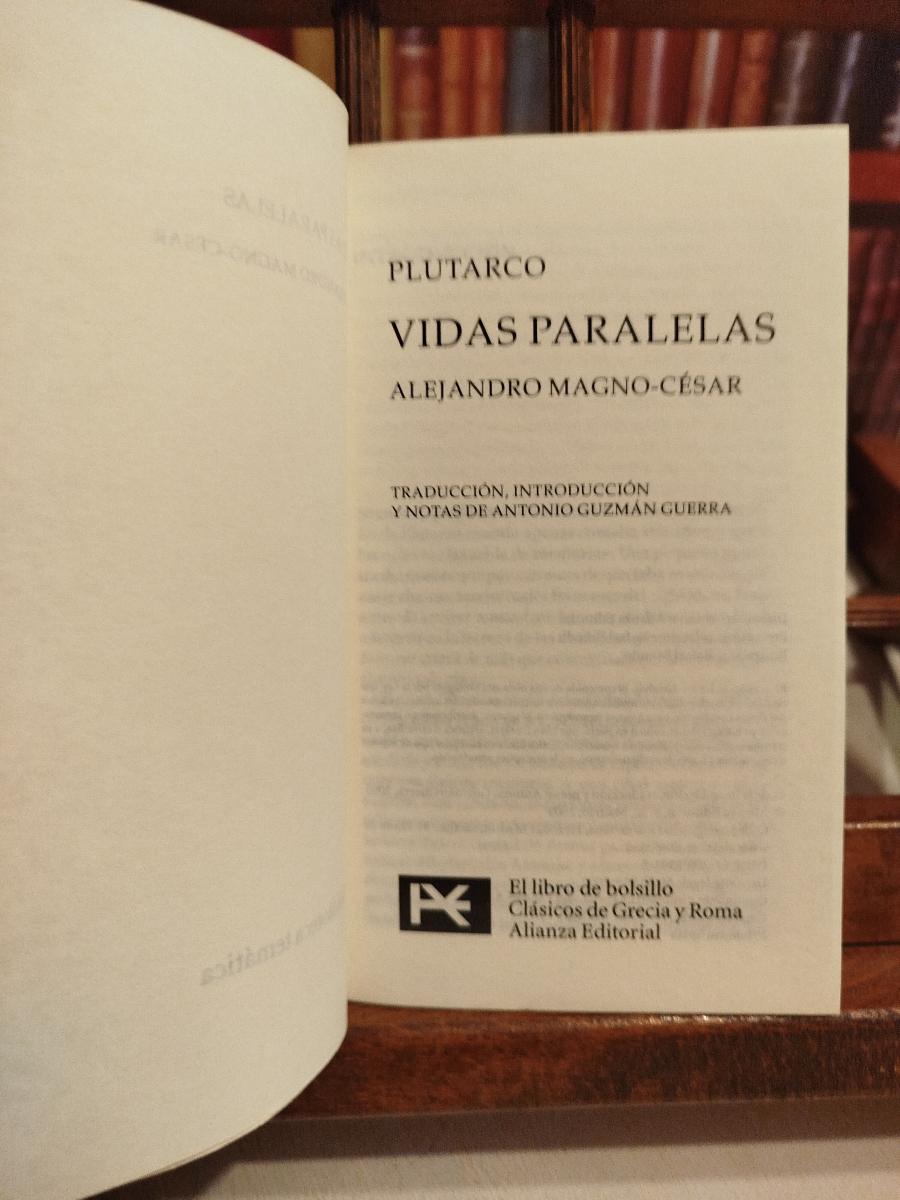 PLUTARCO
VIDAS PARALELAS
ALEJANDRO MAGNO-CÉSAR
TRADUCCIÓN, INTRODUCCIÓN
Y NOTAS DE ANTONIO GUZMÁN GUERRA
El libro de bolsillo
Clásicos de Grecia y Roma
Alianza Editorial